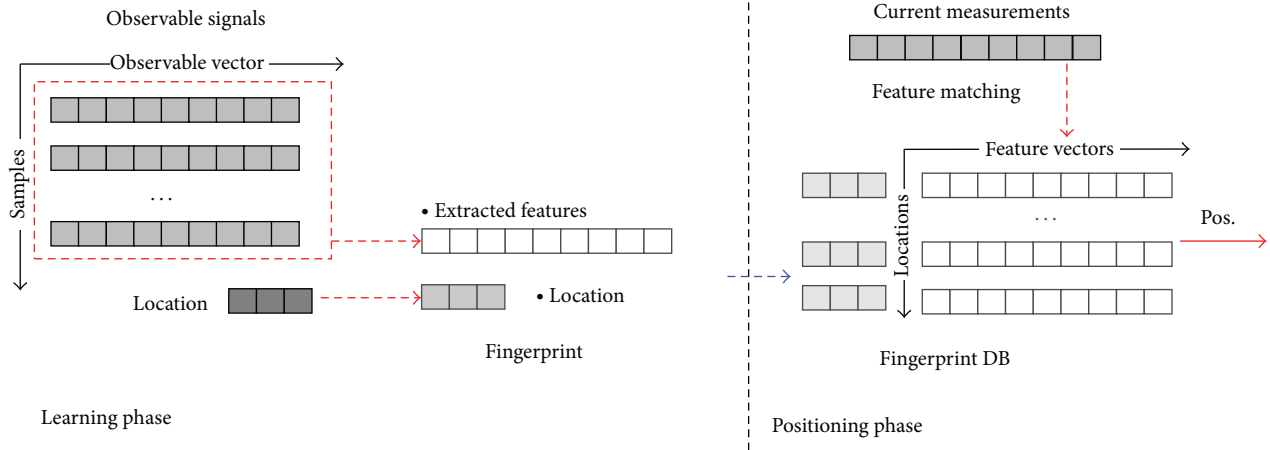 Observable signals
Observable vector
Samples
...
• Extracted features
Location
• Location
Fingerprint
Learning phase
Current measurements
Feature matching
Feature vectors
Locations
...
Pos.
Fingerprint DB
Positioning phase